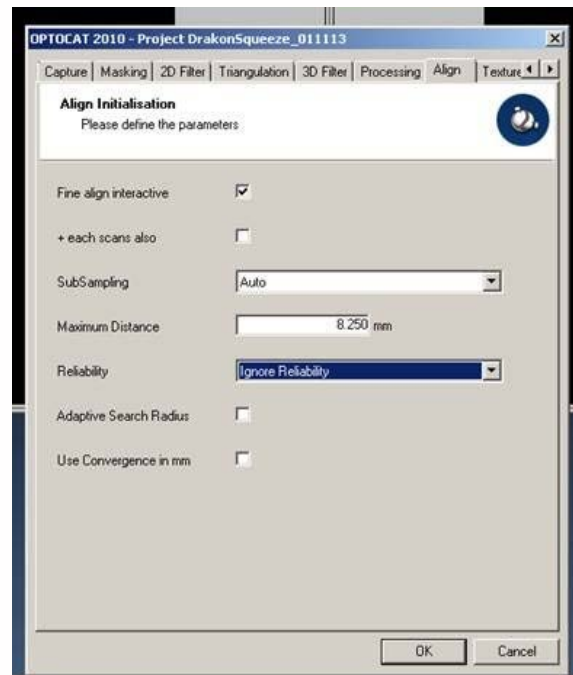 OPTOCAT 2010 - Project DrakonSqueeze_011113
Capture Masking 2D Filter Triangulation 3D Filter Processing Align Texture
Align Initialisation
Please define the parameters
Fine align interactive
+ each scans also
SubSampling Auto
Maximum Distance 8.250 mm
Reliability Ignore Reliability
Adaptive Search Radius
Use Convergence in mm
OK Cancel